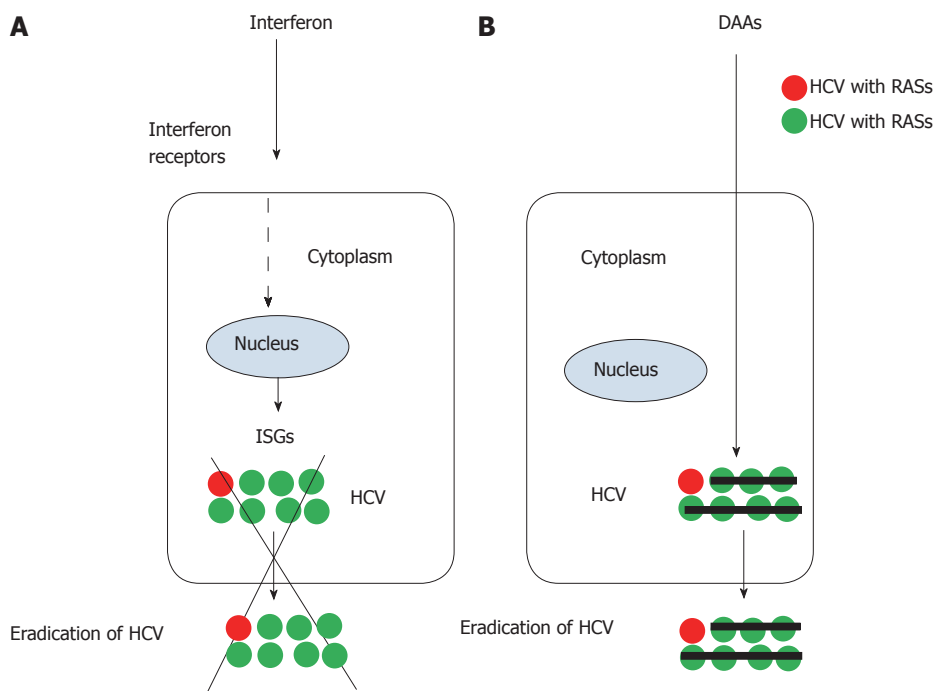 A
Interferon
Interferon
receptors
Cytoplasm
Nucleus
ISGs
HCV
Eradication of HCV
B
DAAs
HCV with RASs
HCV with RASs
Cytoplasm
Nucleus
HCV
Eradication of HCV